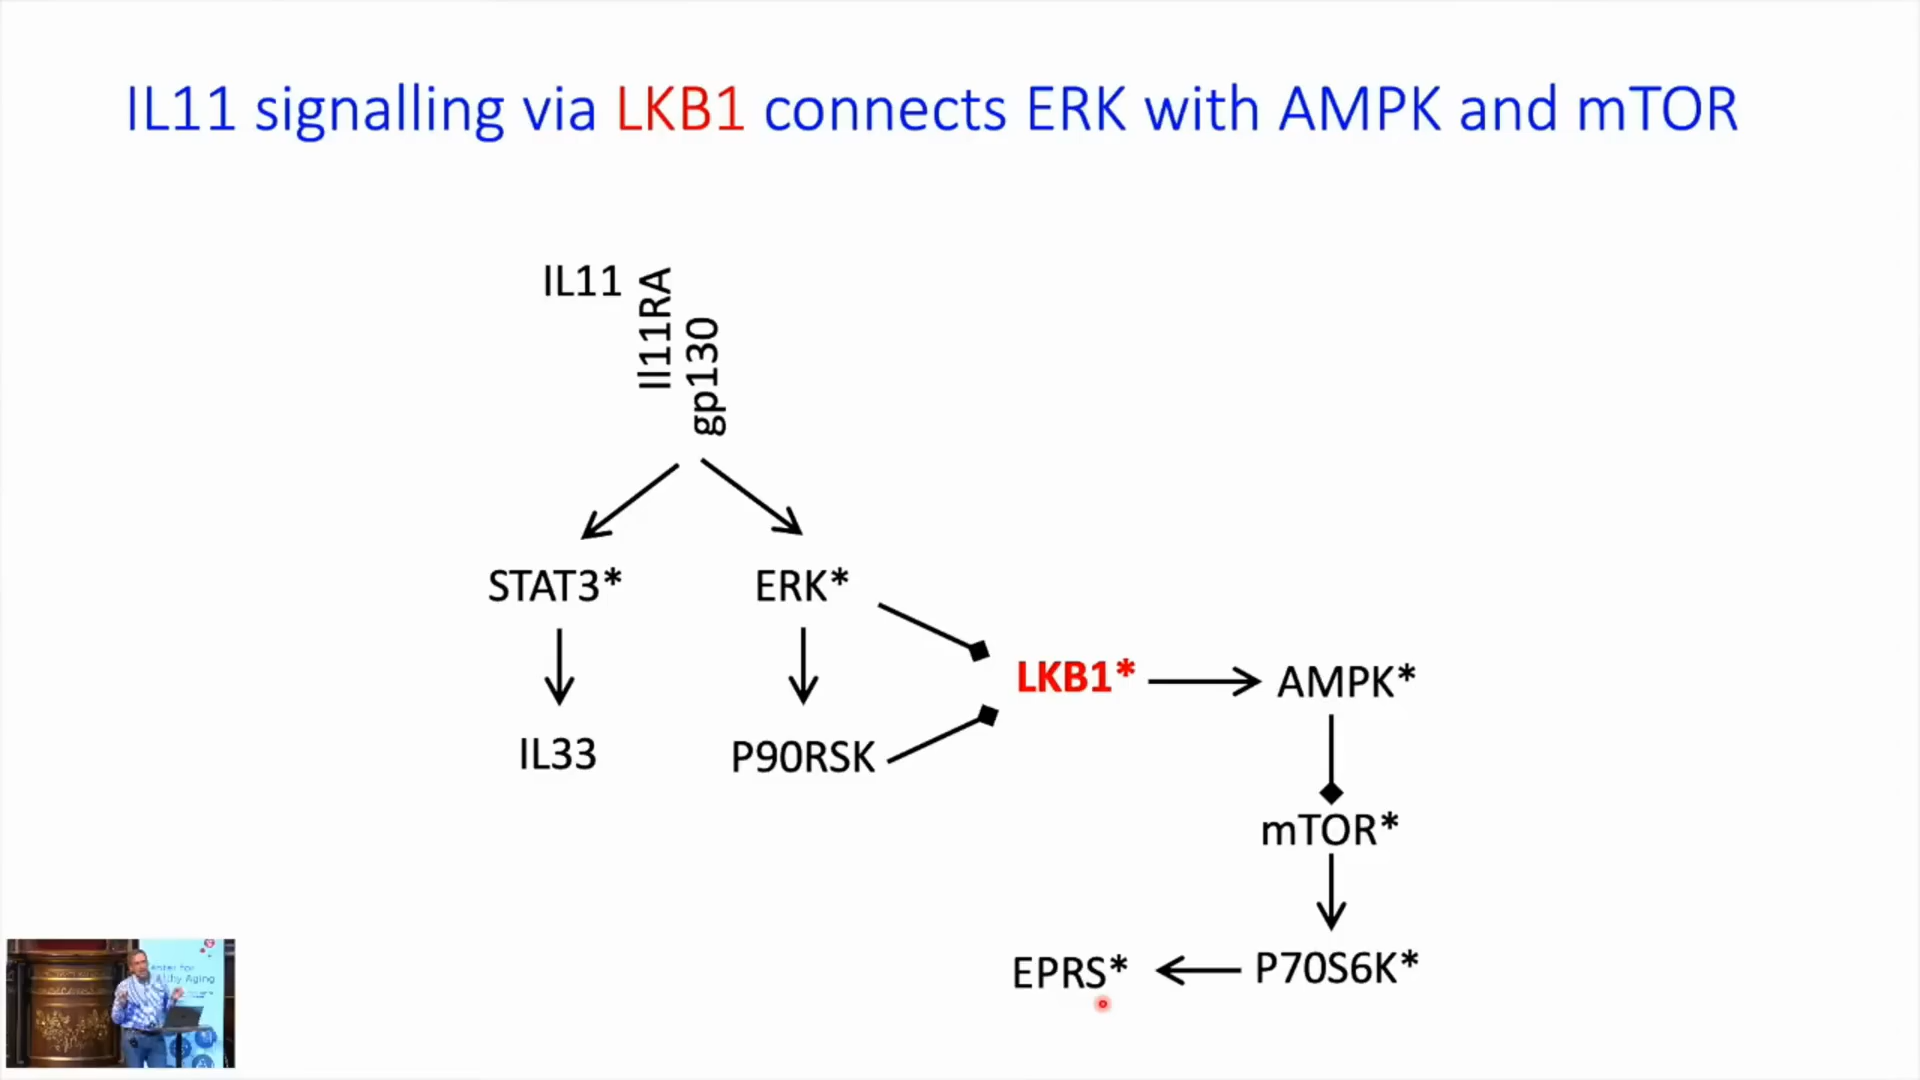 IL11 signalling via LKB1 connects ERK with AMPK and mTOR
IL11
Il11RA
gp130
STAT3*
ERK*
LKB1*
AMPK*
IL33
P90RSK
mTOR*
EPRS*
P70S6K*
Aging